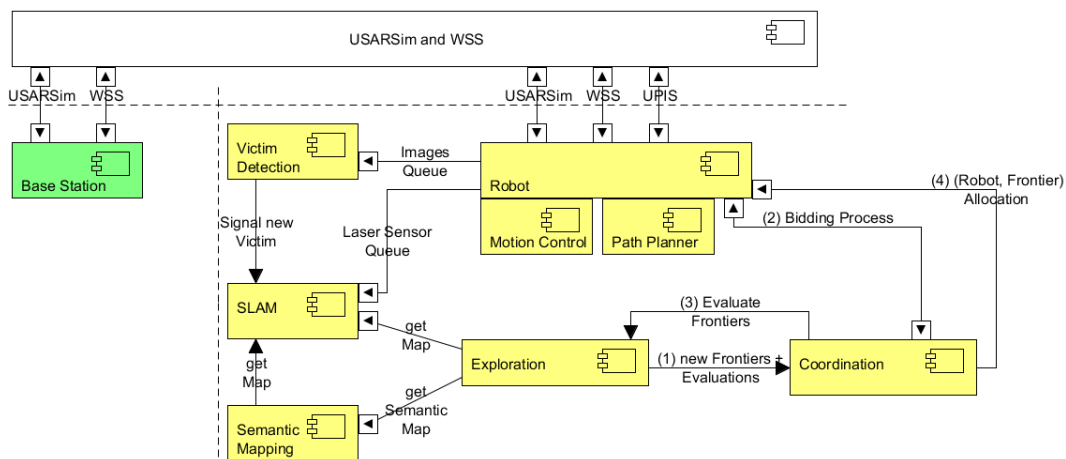 USARSim and WSS
USARSim
WSS
USARSim
WSS
UPIS
Base Station
Victim
Detection
Images
Queue
Robot
(4) (Robot, Frontier)
Allocation
Signal new
Victim
Laser Sensor
Queue
Motion Control
Path Planner
(2) Bidding Process
SLAM
get
Map
(3) Evaluate
Frontiers
Exploration
(1) new Frontiers +
Evaluations
Coordination
get
Map
get
Semantic
Map
Semantic
Mapping